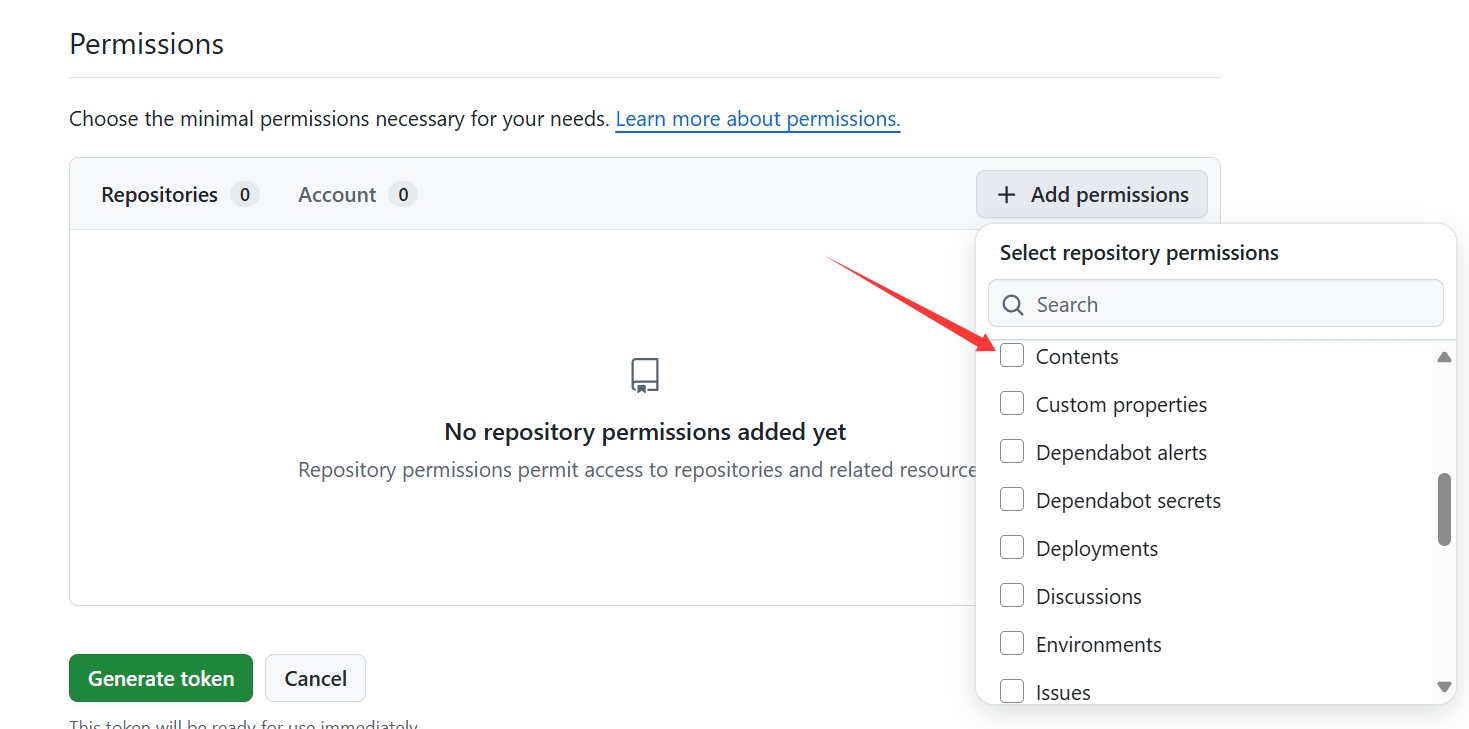 Permissions
Choose the minimal permissions necessary for your needs. Learn more about permissions.
Repositories 0 Account 0 + Add permissions
Select repository permissions
Search
Contents
Custom properties
Dependabot alerts
Dependabot secrets
Deployments
Discussions
Environments
Issues
No repository permissions added yet
Repository permissions permit access to repositories and related resource
Generate token Cancel
This token will be ready for use immediately